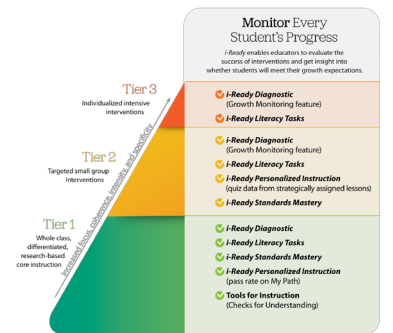 Monitor Every
Student's Progress
i-Ready enables educators to evaluate the
success of interventions and get insight into
whether students will meet their growth expectations.
Tier 3
Individualized intensive
interventions
i-Ready Diagnostic
(Growth Monitoring feature)
i-Ready Literacy Tasks
Tier 2
Targeted small group
interventions
i-Ready Diagnostic
(Growth Monitoring feature)
i-Ready Literacy Tasks
i-Ready Personalized Instruction
(quiz data from strategically assigned lessons)
i-Ready Standards Mastery
Tier 1
Whole class,
differentiated,
research-based
core instruction
i-Ready Diagnostic
i-Ready Literacy Tasks
i-Ready Standards Mastery
i-Ready Personalized Instruction
(pass rate on My Path)
Tools for Instruction
(Checks for Understanding)
Increased focus, coherence, intensity, and specificity